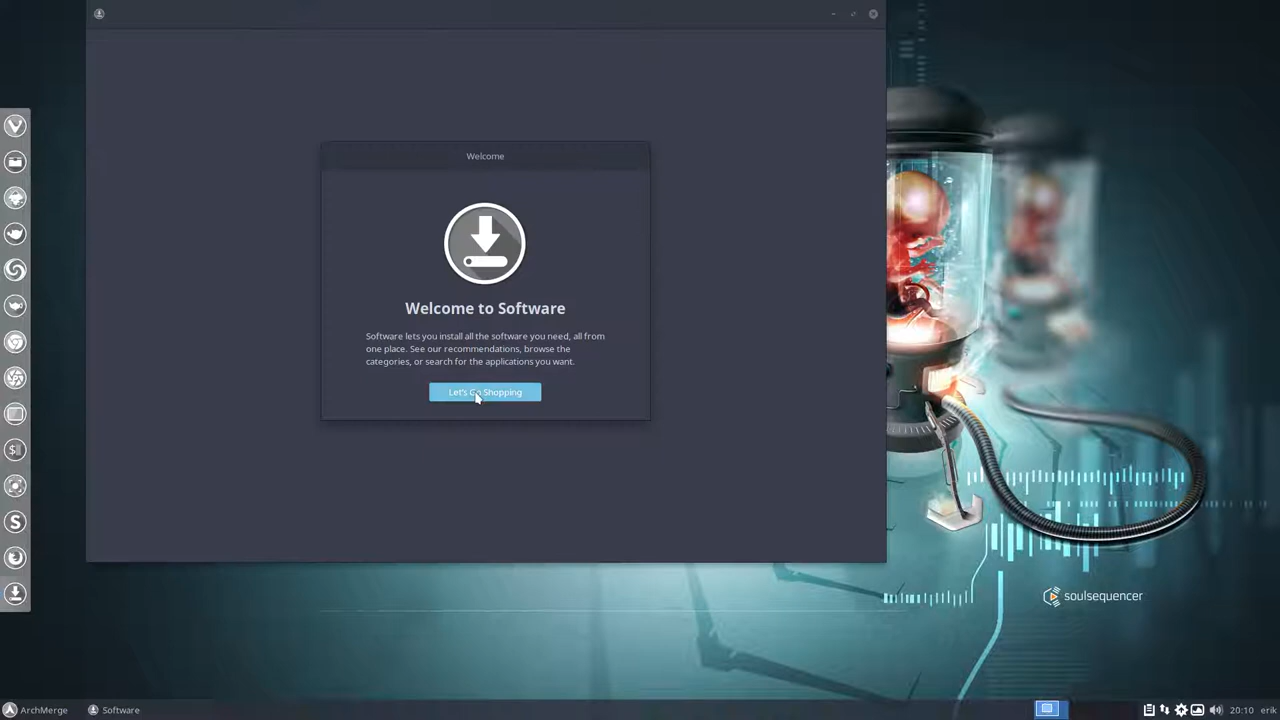 Welcome
Welcome to Software
Software lets you install all the software you need, all from
one place. See our recommendations, browse the
categories, or search for the applications you want.
Let's Go Shopping
soulsequencer
ArchMerge
Software
20:10
erik